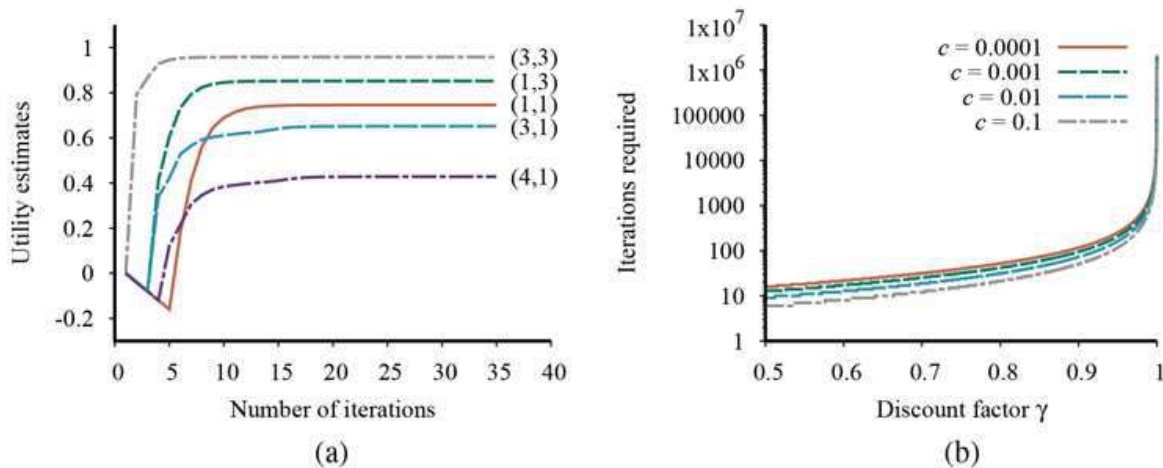 1
0.8
0.6
0.4
0.2
0
-0.2
Utility estimates
(3,3)
(1,3)
(1,1)
(3,1)
(4,1)
0 5 10 15 20 25 30 35 40
Number of iterations
(a)
1x10^7
1x10^6
100000
10000
1000
100
10
1
Iterations required
c = 0.0001
c = 0.001
c = 0.01
c = 0.1
0.5 0.6 0.7 0.8 0.9 1
Discount factor γ
(b)